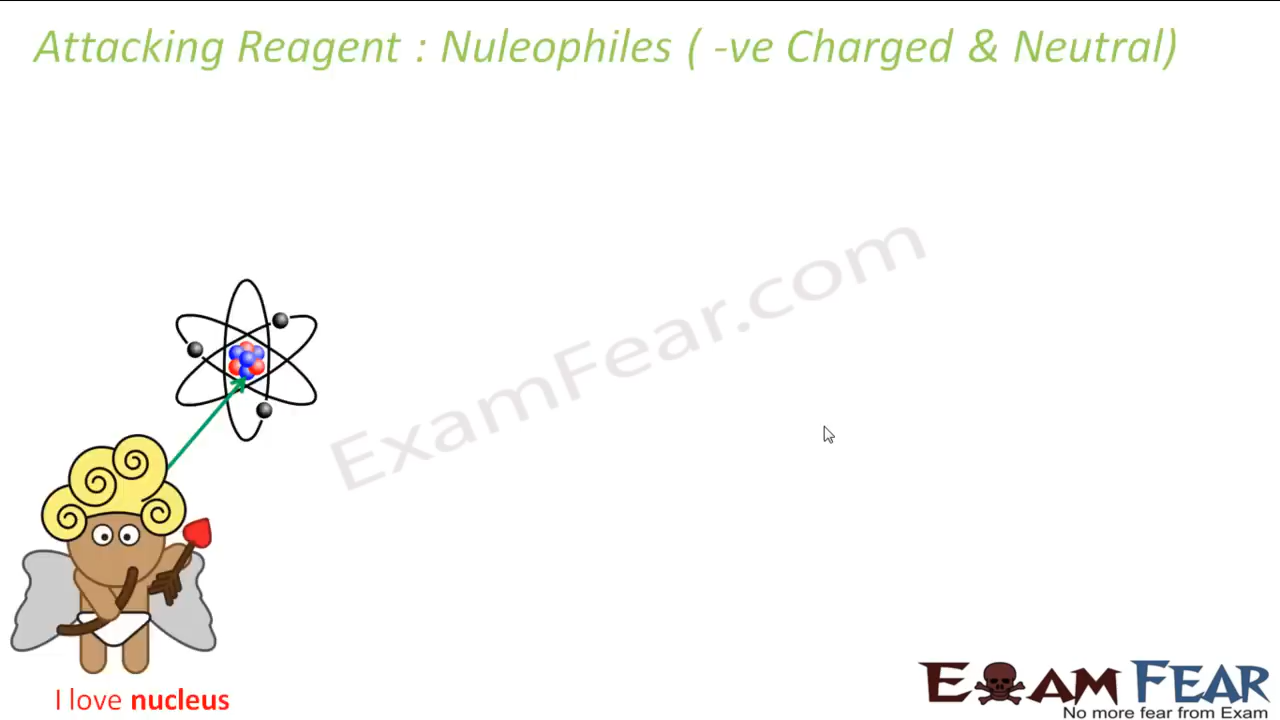 Attacking Reagent : Nuleophiles ( -ve Charged & Neutral)
ExamFear.com
I love nucleus
EXAM FEAR
No more fear from Exam